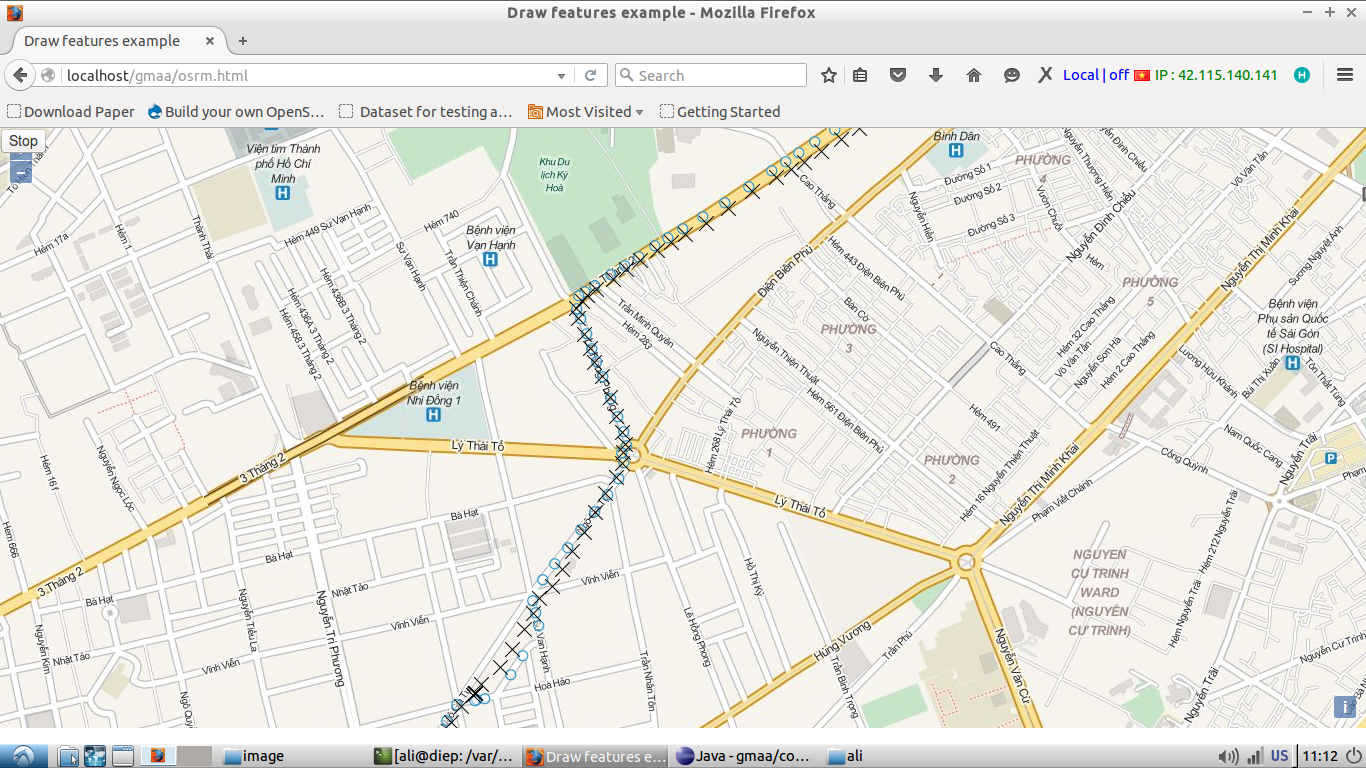 Draw features example - Mozilla Firefox
Draw features example
localhost/gmaa/osrm.html
Search
Local | off
IP : 42.115.140.141
Download Paper
Build your own OpenS...
Dataset for testing a...
Most Visited
Getting Started
Stop
Viện tim Thành
phố Hồ Chí
Minh
Khu Du
lịch Kỳ
Hoà
Bình Dân
PHƯỜNG
4
Đường Số 1
Đường Số 2
Đường Số 3
Nguyễn Thượng Hiền
Vườn Chuối
Nguyễn Đình Chiểu
Võ Văn Tần
Nguyễn Hiền
Cao Thắng
Thành Thái
Hẻm 1
Hẻm 17a
Hẻm 449 Sư Vạn Hạnh
Sư Vạn Hạnh
Hẻm 740
Trần Thiện Chánh
Bệnh viện
Vạn Hạnh
Hẻm 436A 3 Tháng 2
Hẻm 436B 3 Tháng 2
Hẻm 458 3 Tháng 2
Trần Minh Quyền
Hẻm 283
Điện Biên Phủ
Hẻm 443 Điện Biên Phủ
Bàn Cờ
PHƯỜNG
3
Nguyễn Thiện Thuật
Hẻm 561 Điện Biên Phủ
Hẻm
PHƯỜNG
5
Nguyễn Thị Minh Khai
Sương Nguyệt Ánh
Bệnh viện
Phụ sản Quốc
tế Sài Gòn
(SI Hospital)
Hẻm 32 Cao Thắng
Võ Văn Tần
Nguyễn Sơn Hà
Hẻm 2 Cao Thắng
Cao Thắng
Lương Hữu Khánh
Bùi Thị Xuân
Tôn Thất Tùng
Bệnh viện
Nhi Đồng 1
Lý Thái Tổ
3 Tháng 2
Hẻm 268 Lý Thái Tổ
PHƯỜNG
1
Hẻm 491
Hẻm 16 Nguyễn Thiện Thuật
PHƯỜNG
2
Nguyễn Thị Minh Khai
Phạm Viết Chánh
Cống Quỳnh
Nam Quốc Cang
Nguyễn Trãi
Lý Thái Tổ
Hẻm 16 f
Nguyễn Ngọc Lộc
Hem 666
Bà Hạt
Bà Hạt
3 Tháng 2
Bà Hạt
Nhật Tảo
Vĩnh Viễn
Vĩnh Viễn
Vĩnh Viễn
Nguyễn Tri Phương
Nguyễn Tiểu La
Nguyễn Kim
Nhật Tảo
Hoà Hảo
Trần Nhân Tôn
Lê Hồng Phong
Hồ Thị Kỷ
Hùng Vương
Trần Bình Trọng
Trần Phú
Nguyễn Văn Cừ
NGUYEN
CU TRINH
WARD
(NGUYỄN
CƯ TRINH)
Hẻm 212 Nguyễn Trãi
Hẻm Nguyễn Trãi
Nguyễn Trãi
Nguyễn Cư Trinh
image
[ali@diep: /var/...
Draw features e...
Java - gmaa/co...
ali
US
11:12